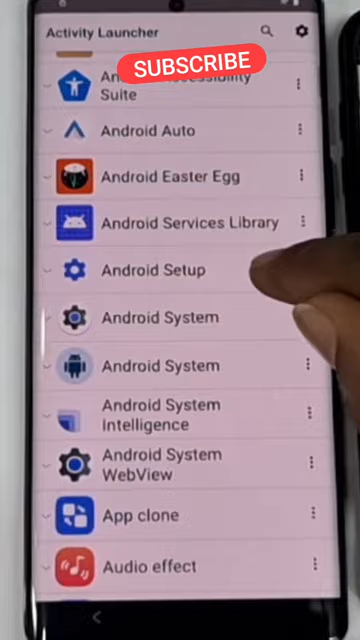 Activity Launcher
SUBSCRIBE
Suite
Android Auto
Android Easter Egg
Android Services Library
Android Setup
Android System
Android System
Android System
Intelligence
Android System
WebView
App clone
Audio effect